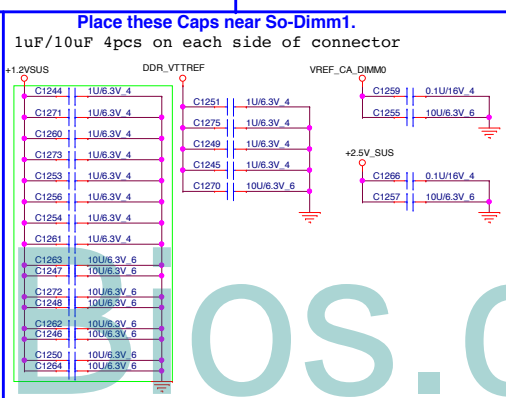 Place these Caps near So-Dimm1.
1uF/10uF 4pcs on each side of connector
+1.2VSUS
C1244 1U/6.3V_4
C1271 1U/6.3V_4
C1260 1U/6.3V_4
C1273 1U/6.3V_4
C1253 1U/6.3V_4
C1256 1U/6.3V_4
C1254 1U/6.3V_4
C1261 1U/6.3V_4
C1263 10U/6.3V_6
C1247 10U/6.3V_6
C1272 10U/6.3V_6
C1248 10U/6.3V_6
C1262 10U/6.3V_6
C1246 10U/6.3V_6
C1250 10U/6.3V_6
C1264 10U/6.3V_6
DDR_VTTREF
C1251 1U/6.3V_4
C1275 1U/6.3V_4
C1249 1U/6.3V_4
C1245 1U/6.3V_4
C1270 10U/6.3V_6
VREF_CA_DIMM0
C1259 0.1U/16V_4
C1255 10U/6.3V_6
+2.5V_SUS
C1266 0.1U/16V_4
C1257 10U/6.3V_6
Bios.c